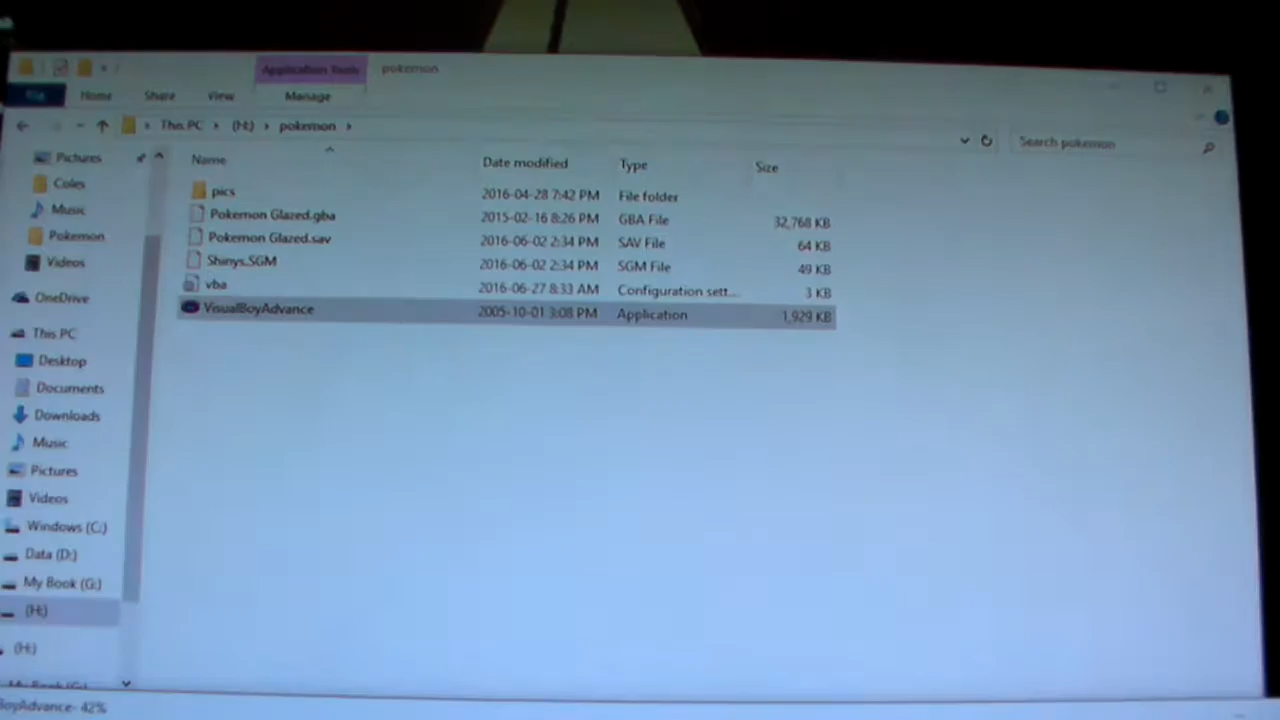 Application Tools pokemon
File Home Share View Manage
This PC (H:) pokemon Search pokemon
Name Date modified Type Size
Pictures
Coles
Music
Pokemon
Videos
OneDrive
This PC
Desktop
Documents
Downloads
Music
Pictures
Videos
Windows (C:)
Data (D:)
My Book (G:)
(H:)
(H:)
My Book (G:)
pics 2016-04-28 7:42 PM File folder
Pokemon Glazed.gba 2015-02-16 8:26 PM GBA File 32,768 KB
Pokemon Glazed.sav 2016-06-02 2:34 PM SAV File 64 KB
Shinys.SGM 2016-06-02 2:34 PM SGM File 49 KB
vba 2016-06-27 8:33 AM Configuration sett... 3 KB
VisualBoyAdvance 2005-10-01 3:08 PM Application 1,929 KB
BoyAdvance- 42%